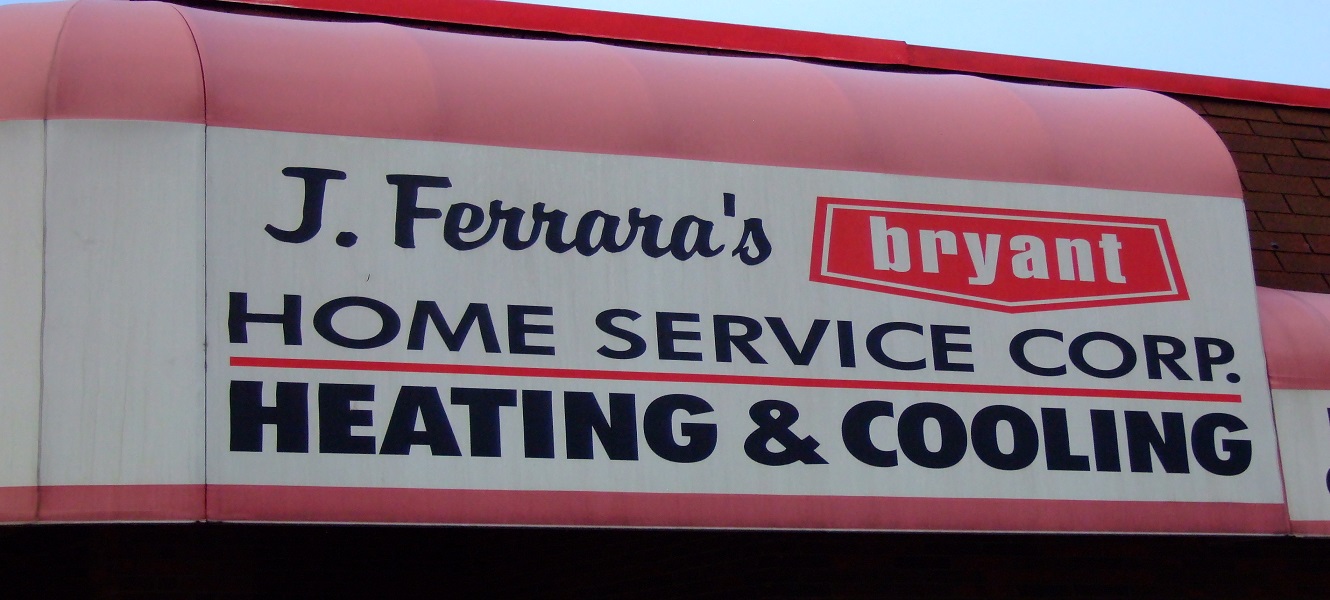 J. Ferrara's
bryant
HOME SERVICE CORP.
HEATING & COOLING